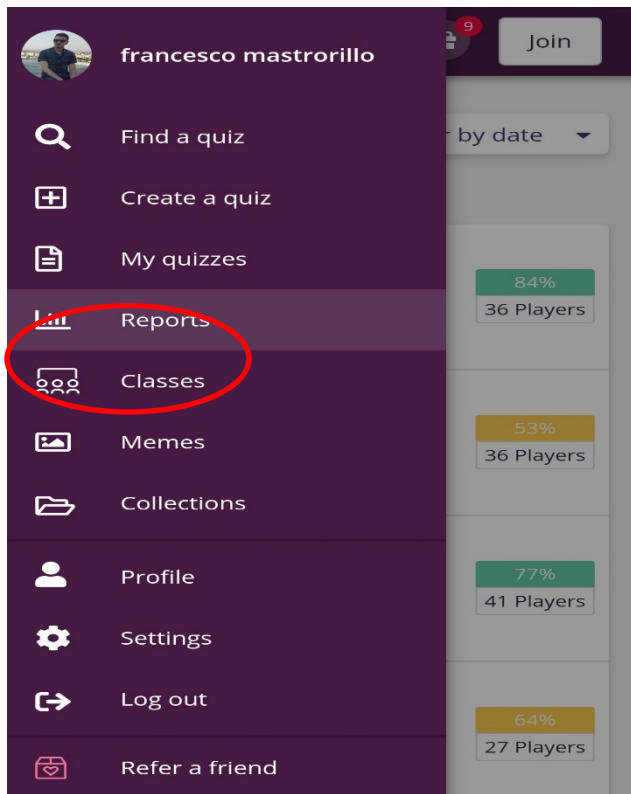 francesco mastrorillo
9
Join
Find a quiz
by date
Create a quiz
My quizzes
84%
36 Players
Reports
Classes
53%
36 Players
Memes
Collections
77%
41 Players
Profile
Settings
Log out
64%
27 Players
Refer a friend